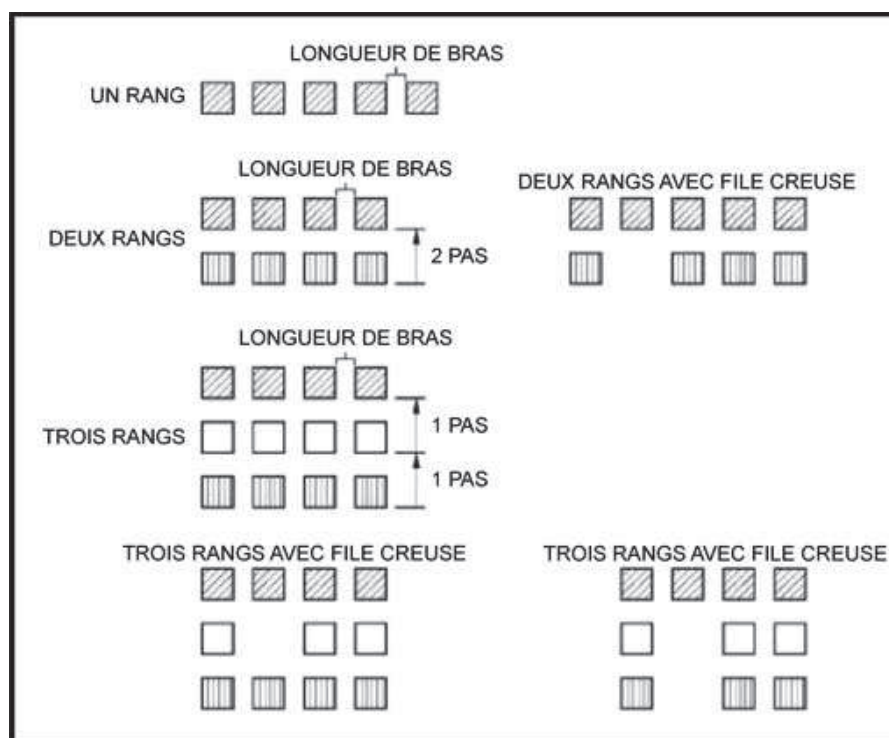 LONGUEUR DE BRAS
UN RANG
LONGUEUR DE BRAS
DEUX RANGS AVEC FILE CREUSE
DEUX RANGS
2 PAS
LONGUEUR DE BRAS
1 PAS
TROIS RANGS
1 PAS
TROIS RANGS AVEC FILE CREUSE
TROIS RANGS AVEC FILE CREUSE